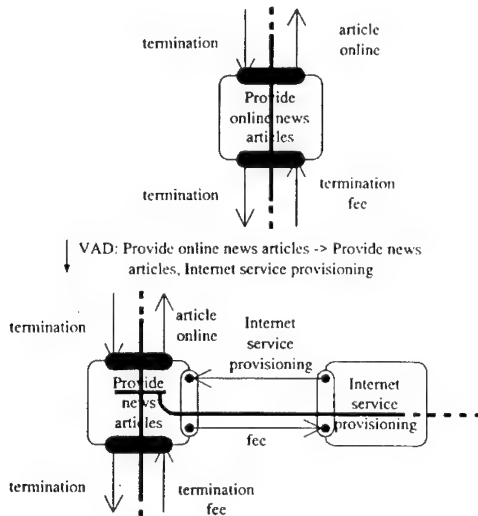 termination
article
online
Provide
online news
articles
termination
termination
fee
VAD: Provide online news articles -> Provide news
articles, Internet service provisioning
termination
article
online
Internet
service
provisioning
Provide
news
articles
Internet
service
provisioning
fee
termination
termination
fee